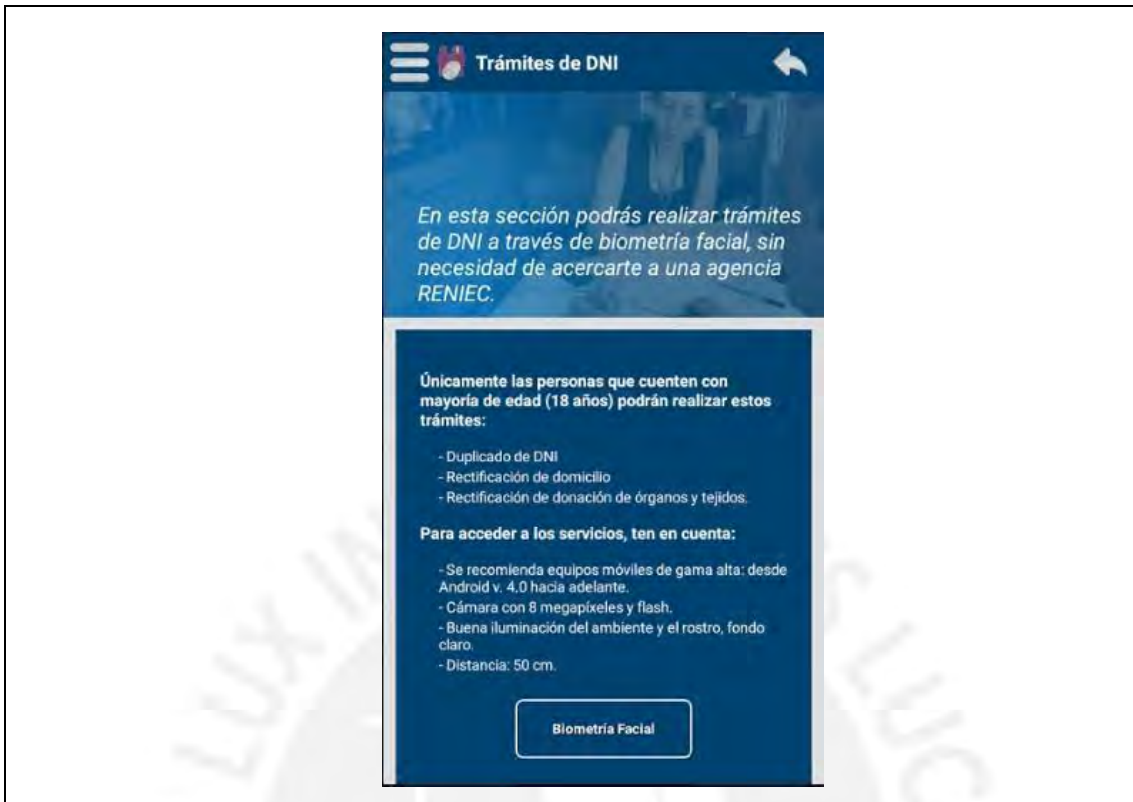 Trámites de DNI
En esta sección podrás realizar trámites
de DNI a través de biometría facial, sin
necesidad de acercarte a una agencia
RENIEC.
Únicamente las personas que cuenten con
mayoría de edad (18 años) podrán realizar estos
trámites:
- Duplicado de DNI
- Rectificación de domicilio
- Rectificación de donación de órganos y tejidos.
Para acceder a los servicios, ten en cuenta:
- Se recomienda equipos móviles de gama alta: desde
Android v. 4.0 hacia adelante.
- Cámara con 8 megapíxeles y flash.
- Buena iluminación del ambiente y el rostro, fondo
claro.
- Distancia: 50 cm.
Biometría Facial
LUX